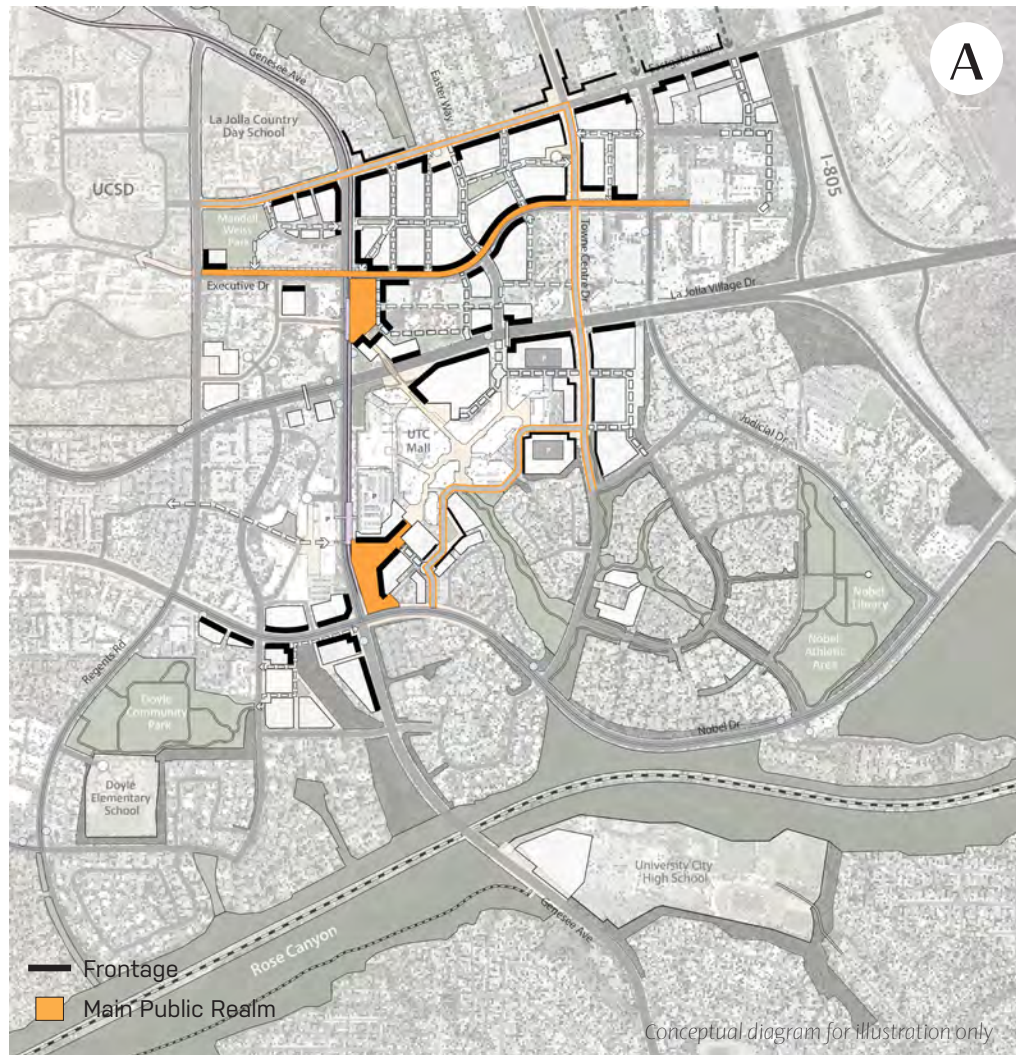 A
Genesee Ave
Easter Way
Eastgate Mall
La Jolla Country
Day School
UCSD
I-805
Mandell
Weiss
Park
Towne Centre Dr
Executive Dr
La Jolla Village Dr
P
UTC
Mall
Judicial Dr
P
P
P
Nobel
Library
Nobel
Athletic
Area
Regents Rd
Doyle
Community
Park
Nobel Dr
Doyle
Elementary
School
University City
High School
Genesee Ave
Rose Canyon
Frontage
Main Public Realm
Conceptual diagram for illustration only